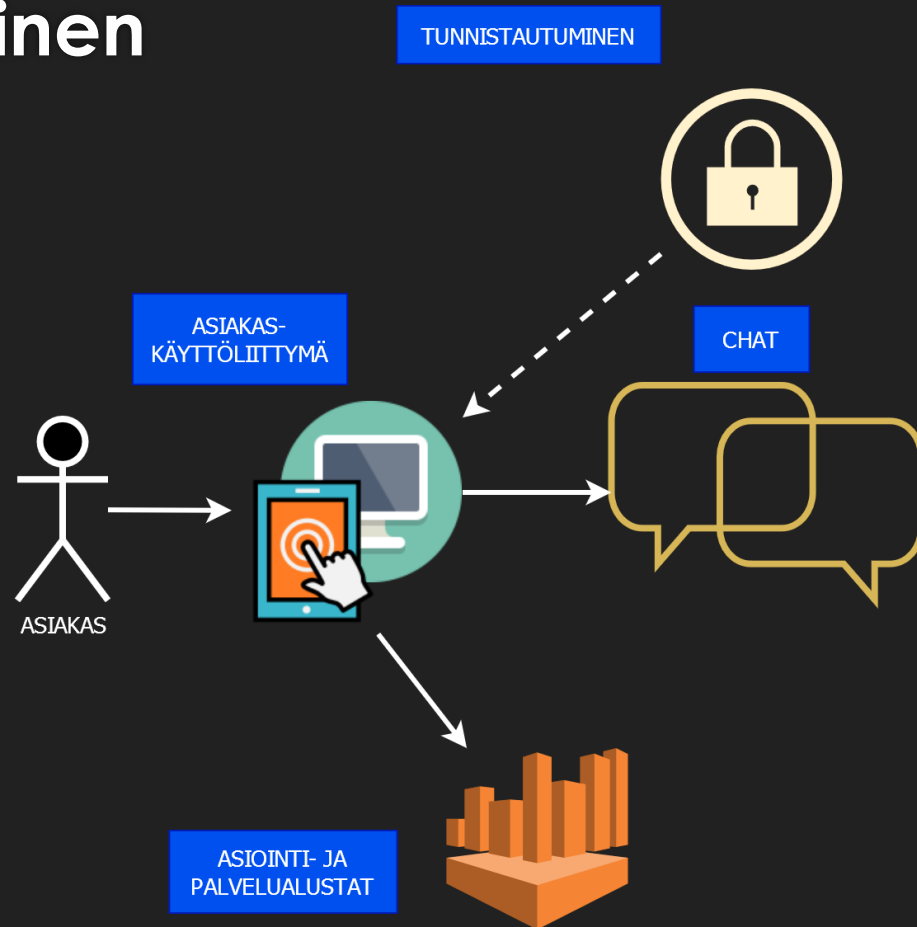 inen
TUNNISTAUTUMINEN
ASIAKAS-
KÄYTTÖLIITTYMÄ
CHAT
ASIAKAS
ASIOINTI- JA
PALVELUALUSTAT